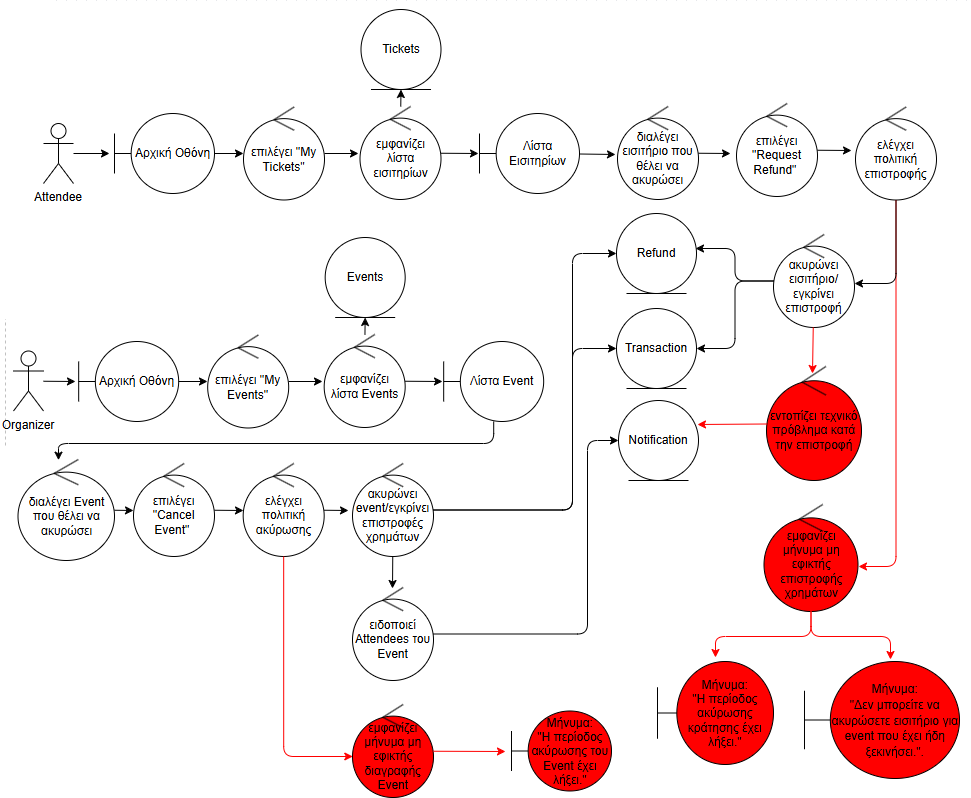 Tickets
Attendee
Αρχική Οθόνη
επιλέγει "My
Tickets"
εμφανίζει
λίστα
εισιτηρίων
Λίστα
Εισιτηρίων
διαλέγει
εισιτήριο που
θέλει να
ακυρώσει
επιλέγει
"Request
Refund"
ελέγχει
πολιτική
επιστροφής
Refund
ακυρώνει
εισιτήριο/
εγκρίνει
επιστροφή
Transaction
Events
Organizer
Αρχική Οθόνη
επιλέγει "My
Events"
εμφανίζει
λίστα Events
Λίστα Event
Notification
εντοπίζει τεχνικό
πρόβλημα κατά
την επιστροφή
διαλέγει Event
που θέλει να
ακυρώσει
επιλέγει
"Cancel
Event"
ελέγχει
πολιτική
ακύρωσης
ακυρώνει
event/εγκρίνει
επιστροφές
χρημάτων
εμφανίζει
μήνυμα μη
εφικτής
επιστροφής
χρημάτων
ειδοποιεί
Attendees του
Event
Μήνυμα:
"Η περίοδος
ακύρωσης
κράτησης έχει
λήξει."
Μήνυμα:
"Δεν μπορείτε να
ακυρώσετε εισιτήριο για
event που έχει ήδη
ξεκινήσει.".
εμφανίζει
μήνυμα μη
εφικτής
διαγραφής
Event
Μήνυμα:
"Η περίοδος
ακύρωσης του
Event έχει
λήξει."